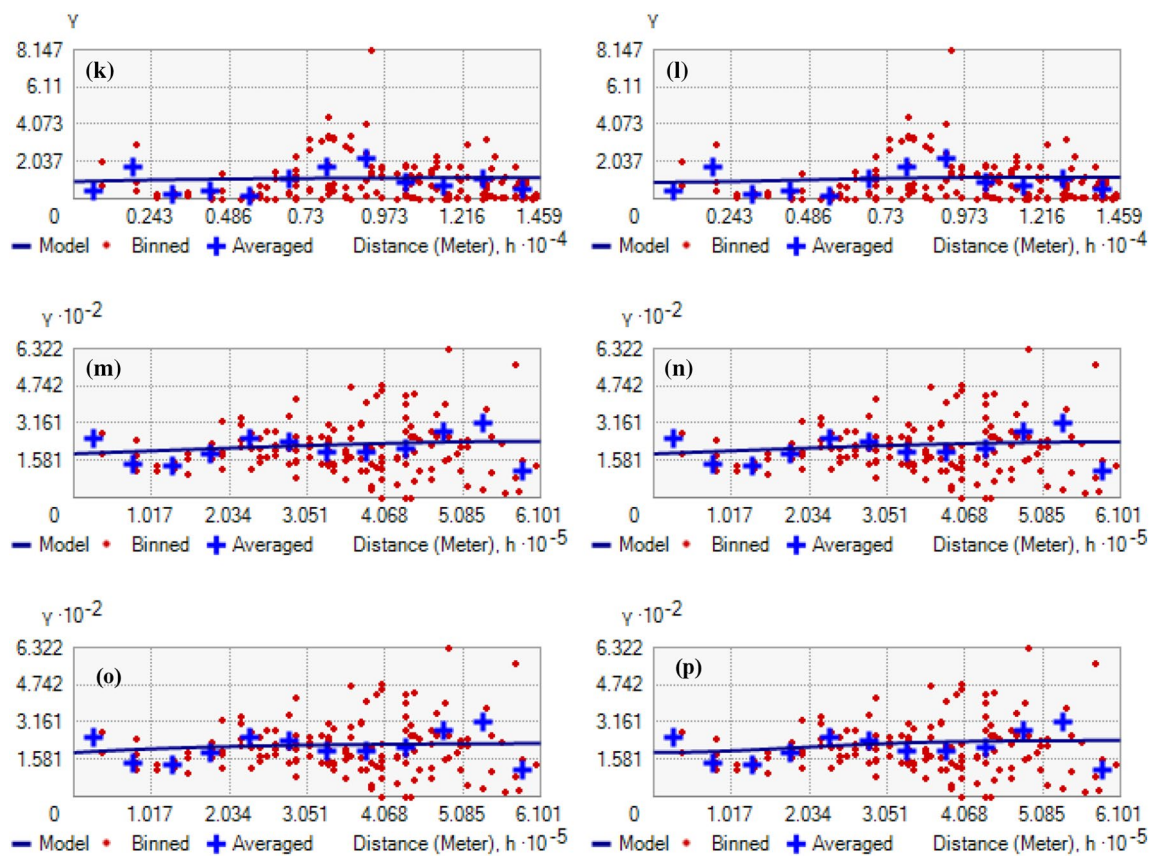 γ γ
8.147 8.147
(k) (l)
6.11 6.11
4.073 4.073
2.037 2.037
0 0.243 0.486 0.73 0.973 1.216 1.459 0 0.243 0.486 0.73 0.973 1.216 1.459
Model Binned Averaged Distance (Meter), h ·10-4 Model Binned Averaged Distance (Meter), h ·10-4
γ ·10-2 γ ·10-2
6.322 6.322
(m) (n)
4.742 4.742
3.161 3.161
1.581 1.581
0 1.017 2.034 3.051 4.068 5.085 6.101 0 1.017 2.034 3.051 4.068 5.085 6.101
Model Binned Averaged Distance (Meter), h ·10-5 Model Binned Averaged Distance (Meter), h ·10-5
γ ·10-2 γ ·10-2
6.322 6.322
(o) (p)
4.742 4.742
3.161 3.161
1.581 1.581
0 1.017 2.034 3.051 4.068 5.085 6.101 0 1.017 2.034 3.051 4.068 5.085 6.101
Model Binned Averaged Distance (Meter), h ·10-5 Model Binned Averaged Distance (Meter), h ·10-5